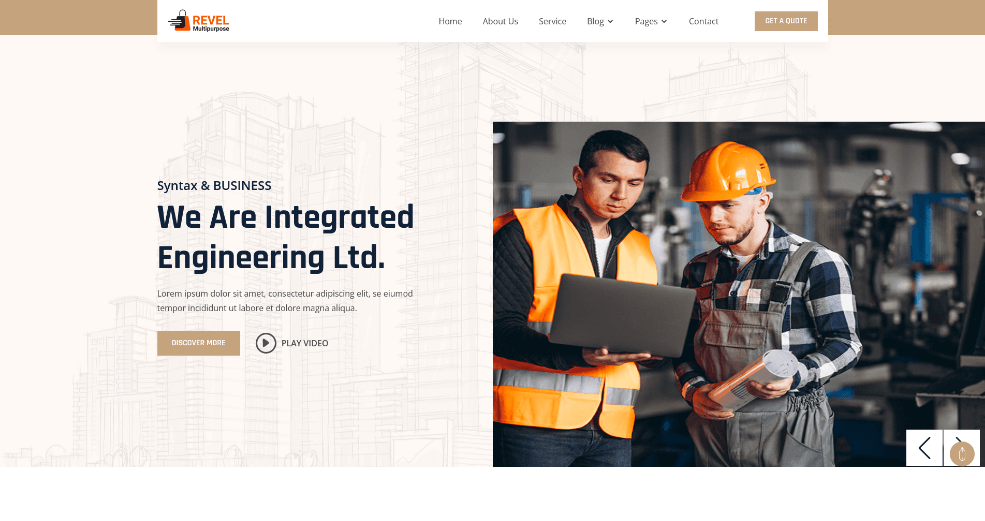 REVEL
Multipurpose
Home
About Us
Service
Blog
Pages
Contact
GET A QUOTE
Syntax & BUSINESS
We Are Integrated
Engineering Ltd.
Lorem ipsum dolor sit amet, consectetur adipiscing elit, se eiumod
tempor incididunt ut labore et dolore magna aliqua.
DISCOVER MORE
PLAY VIDEO